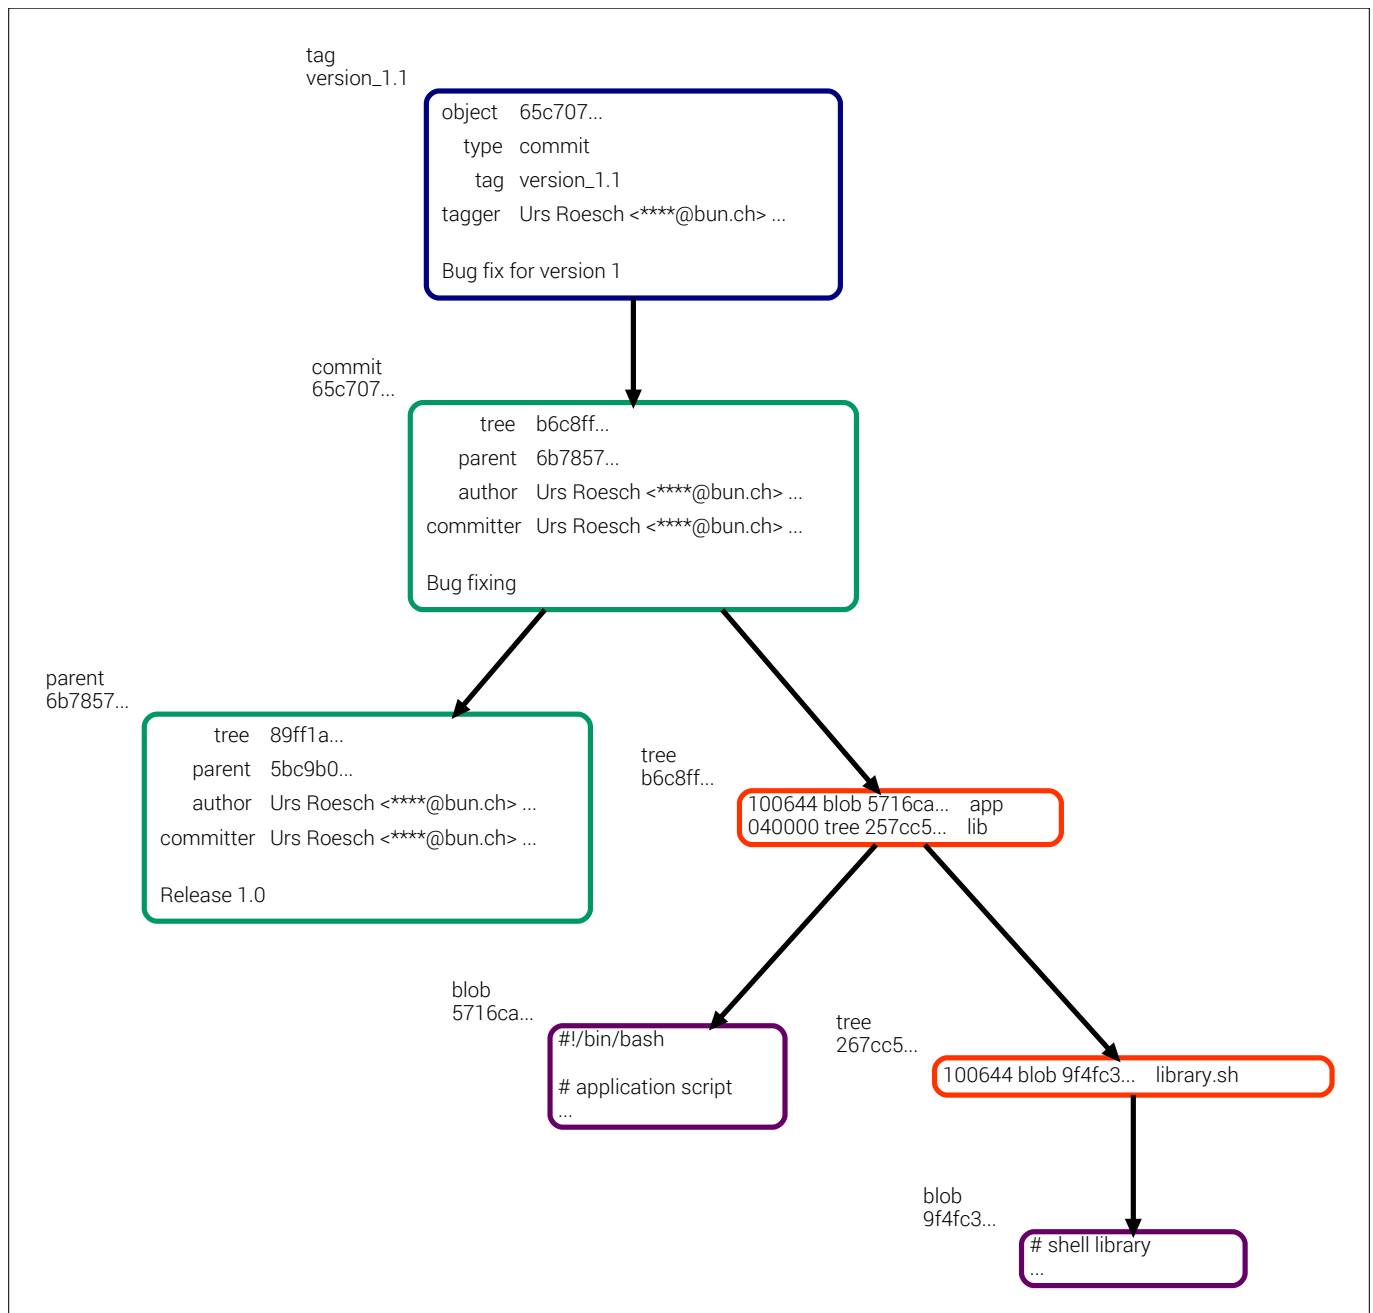 tag
version_1.1
object 65c707...
type commit
tag version_1.1
tagger Urs Roesch <****@bun.ch> ...
Bug fix for version 1
commit
65c707...
tree b6c8ff...
parent 6b7857...
author Urs Roesch <****@bun.ch> ...
committer Urs Roesch <****@bun.ch> ...
Bug fixing
parent
6b7857...
tree 89ff1a...
parent 5bc9b0...
author Urs Roesch <****@bun.ch> ...
committer Urs Roesch <****@bun.ch> ...
Release 1.0
tree
b6c8ff...
100644 blob 5716ca... app
040000 tree 257cc5... lib
blob
5716ca...
#!/bin/bash
# application script
...
tree
267cc5...
100644 blob 9f4fc3... library.sh
blob
9f4fc3...
# shell library
...